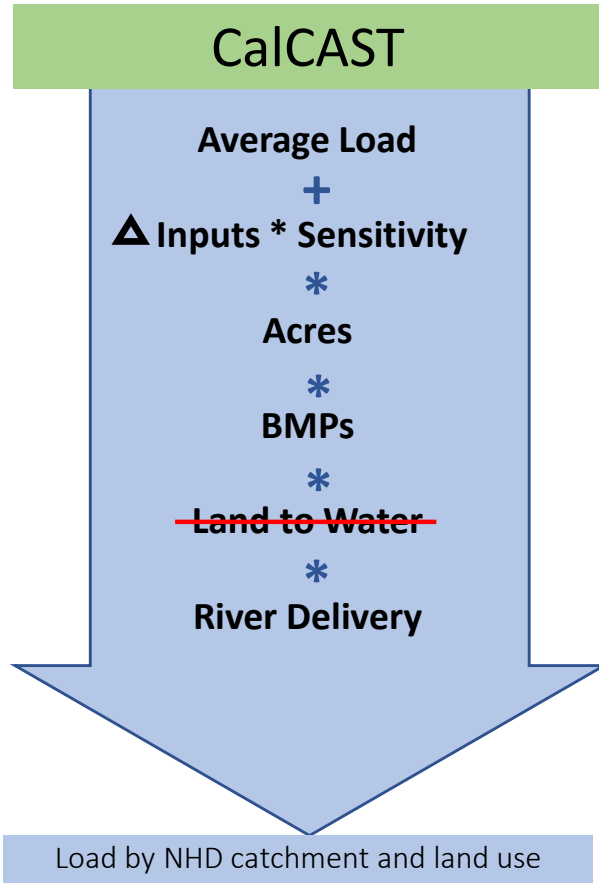 CalCAST
Average Load
+
Δ Inputs * Sensitivity
*
Acres
*
BMPs
*
Land to Water
*
River Delivery
Load by NHD catchment and land use